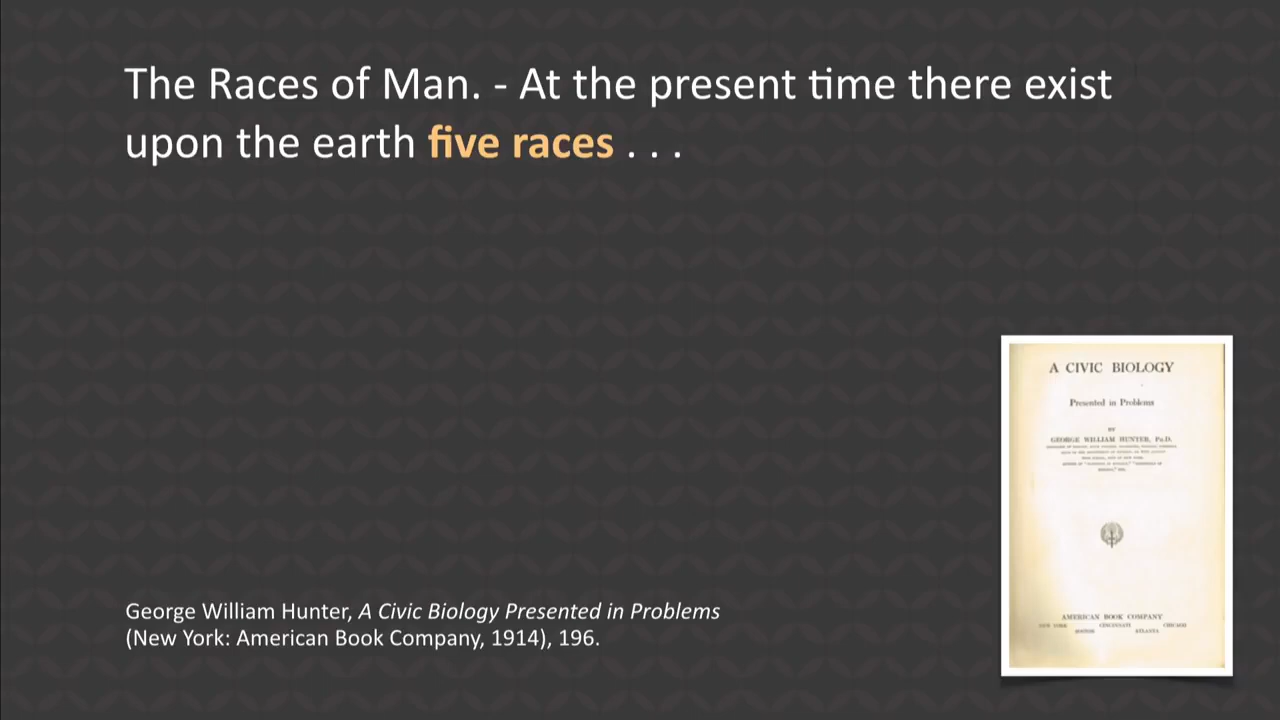 The Races of Man. - At the present time there exist
upon the earth five races . . .
A CIVIC BIOLOGY
Presented in Problems
BY
GEORGE WILLIAM HUNTER, Ph.D.
AMERICAN BOOK COMPANY
NEW YORK CINCINNATI CHICAGO
BOSTON ATLANTA
George William Hunter, A Civic Biology Presented in Problems
(New York: American Book Company, 1914), 196.